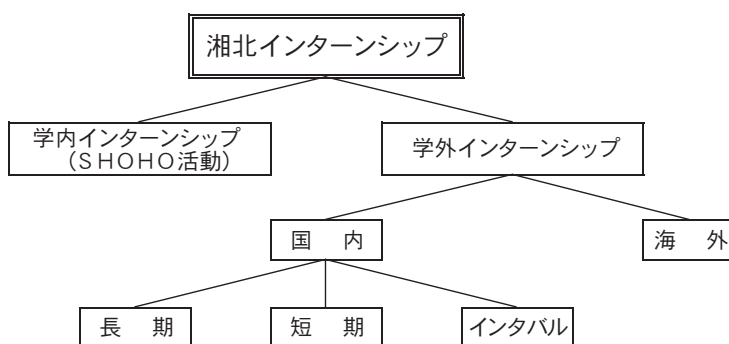 湘北インターンシップ
学内インターンシップ
（ＳＨＯＨＯ活動）
学外インターンシップ
国　内
海　外
長　期
短　期
インタバル